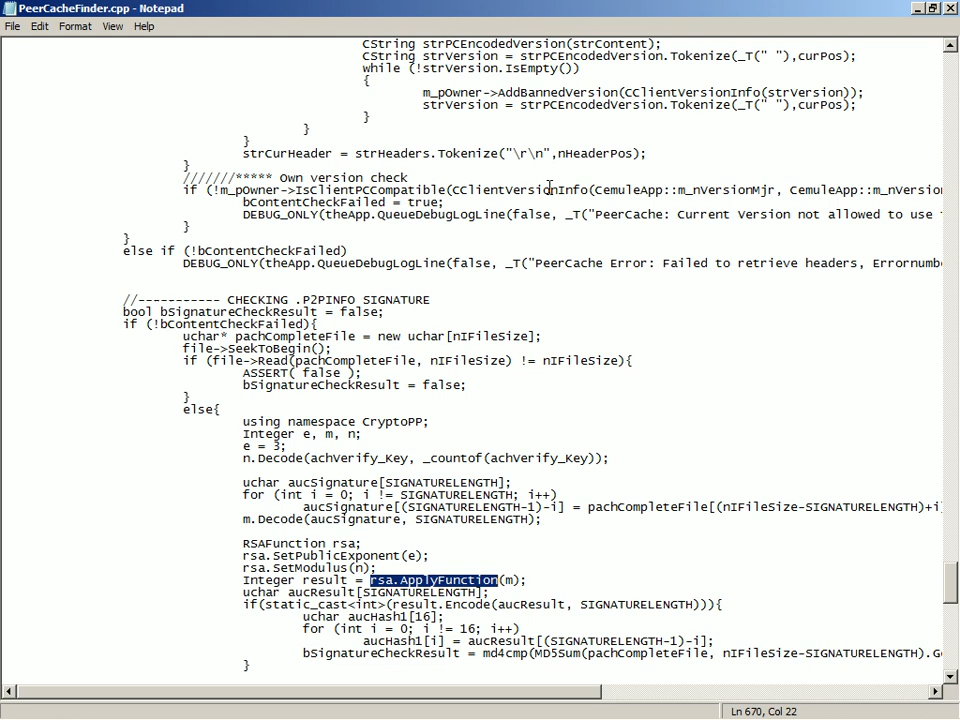 PeerCacheFinder.cpp - Notepad
File Edit Format View Help
CString strPCEncodedVersion(strContent);
CString strVersion = strPCEncodedVersion.Tokenize(_T(" "),curPos);
while (!strVersion.IsEmpty())
{
m_pOwner->AddBannedVersion(CClientVersionInfo(strVersion));
strVersion = strPCEncodedVersion.Tokenize(_T(" "),curPos);
}
}
}
strCurHeader = strHeaders.Tokenize("\r\n",nHeaderPos);
}
///////***** Own version check
if (!m_pOwner->IsClientPCCompatible(CClientVersionInfo(CemuleApp::m_nVersionMjr, CemuleApp::m_nVersion
bContentCheckFailed = true;
DEBUG_ONLY(theApp.QueueDebugLogLine(false, _T("PeerCache: Current Version not allowed to use
}
}
else if (!bContentCheckFailed)
DEBUG_ONLY(theApp.QueueDebugLogLine(false, _T("PeerCache Error: Failed to retrieve headers, Errornumb
//----------- CHECKING .P2PINFO SIGNATURE
bool bSignatureCheckResult = false;
if (!bContentCheckFailed){
uchar* pachCompleteFile = new uchar[nIFileSize];
file->SeekToBegin();
if (file->Read(pachCompleteFile, nIFileSize) != nIFileSize){
ASSERT( false );
bSignatureCheckResult = false;
}
else{
using namespace CryptoPP;
Integer e, m, n;
e = 3;
n.Decode(achVerify_Key, _countof(achVerify_Key));
uchar aucSignature[SIGNATURELENGTH];
for (int i = 0; i != SIGNATURELENGTH; i++)
aucSignature[(SIGNATURELENGTH-1)-i] = pachCompleteFile[(nIFileSize-SIGNATURELENGTH)+i
m.Decode(aucSignature, SIGNATURELENGTH);
RSAFunction rsa;
rsa.SetPublicExponent(e);
rsa.SetModulus(n);
Integer result = rsa.ApplyFunction(m);
uchar aucResult[SIGNATURELENGTH];
if(static_cast<int>(result.Encode(aucResult, SIGNATURELENGTH))){
uchar aucHash1[16];
for (int i = 0; i != 16; i++)
aucHash1[i] = aucResult[(SIGNATURELENGTH-1)-i];
bSignatureCheckResult = md4cmp(MD5Sum(pachCompleteFile, nIFileSize-SIGNATURELENGTH).G
}
Ln 670, Col 22